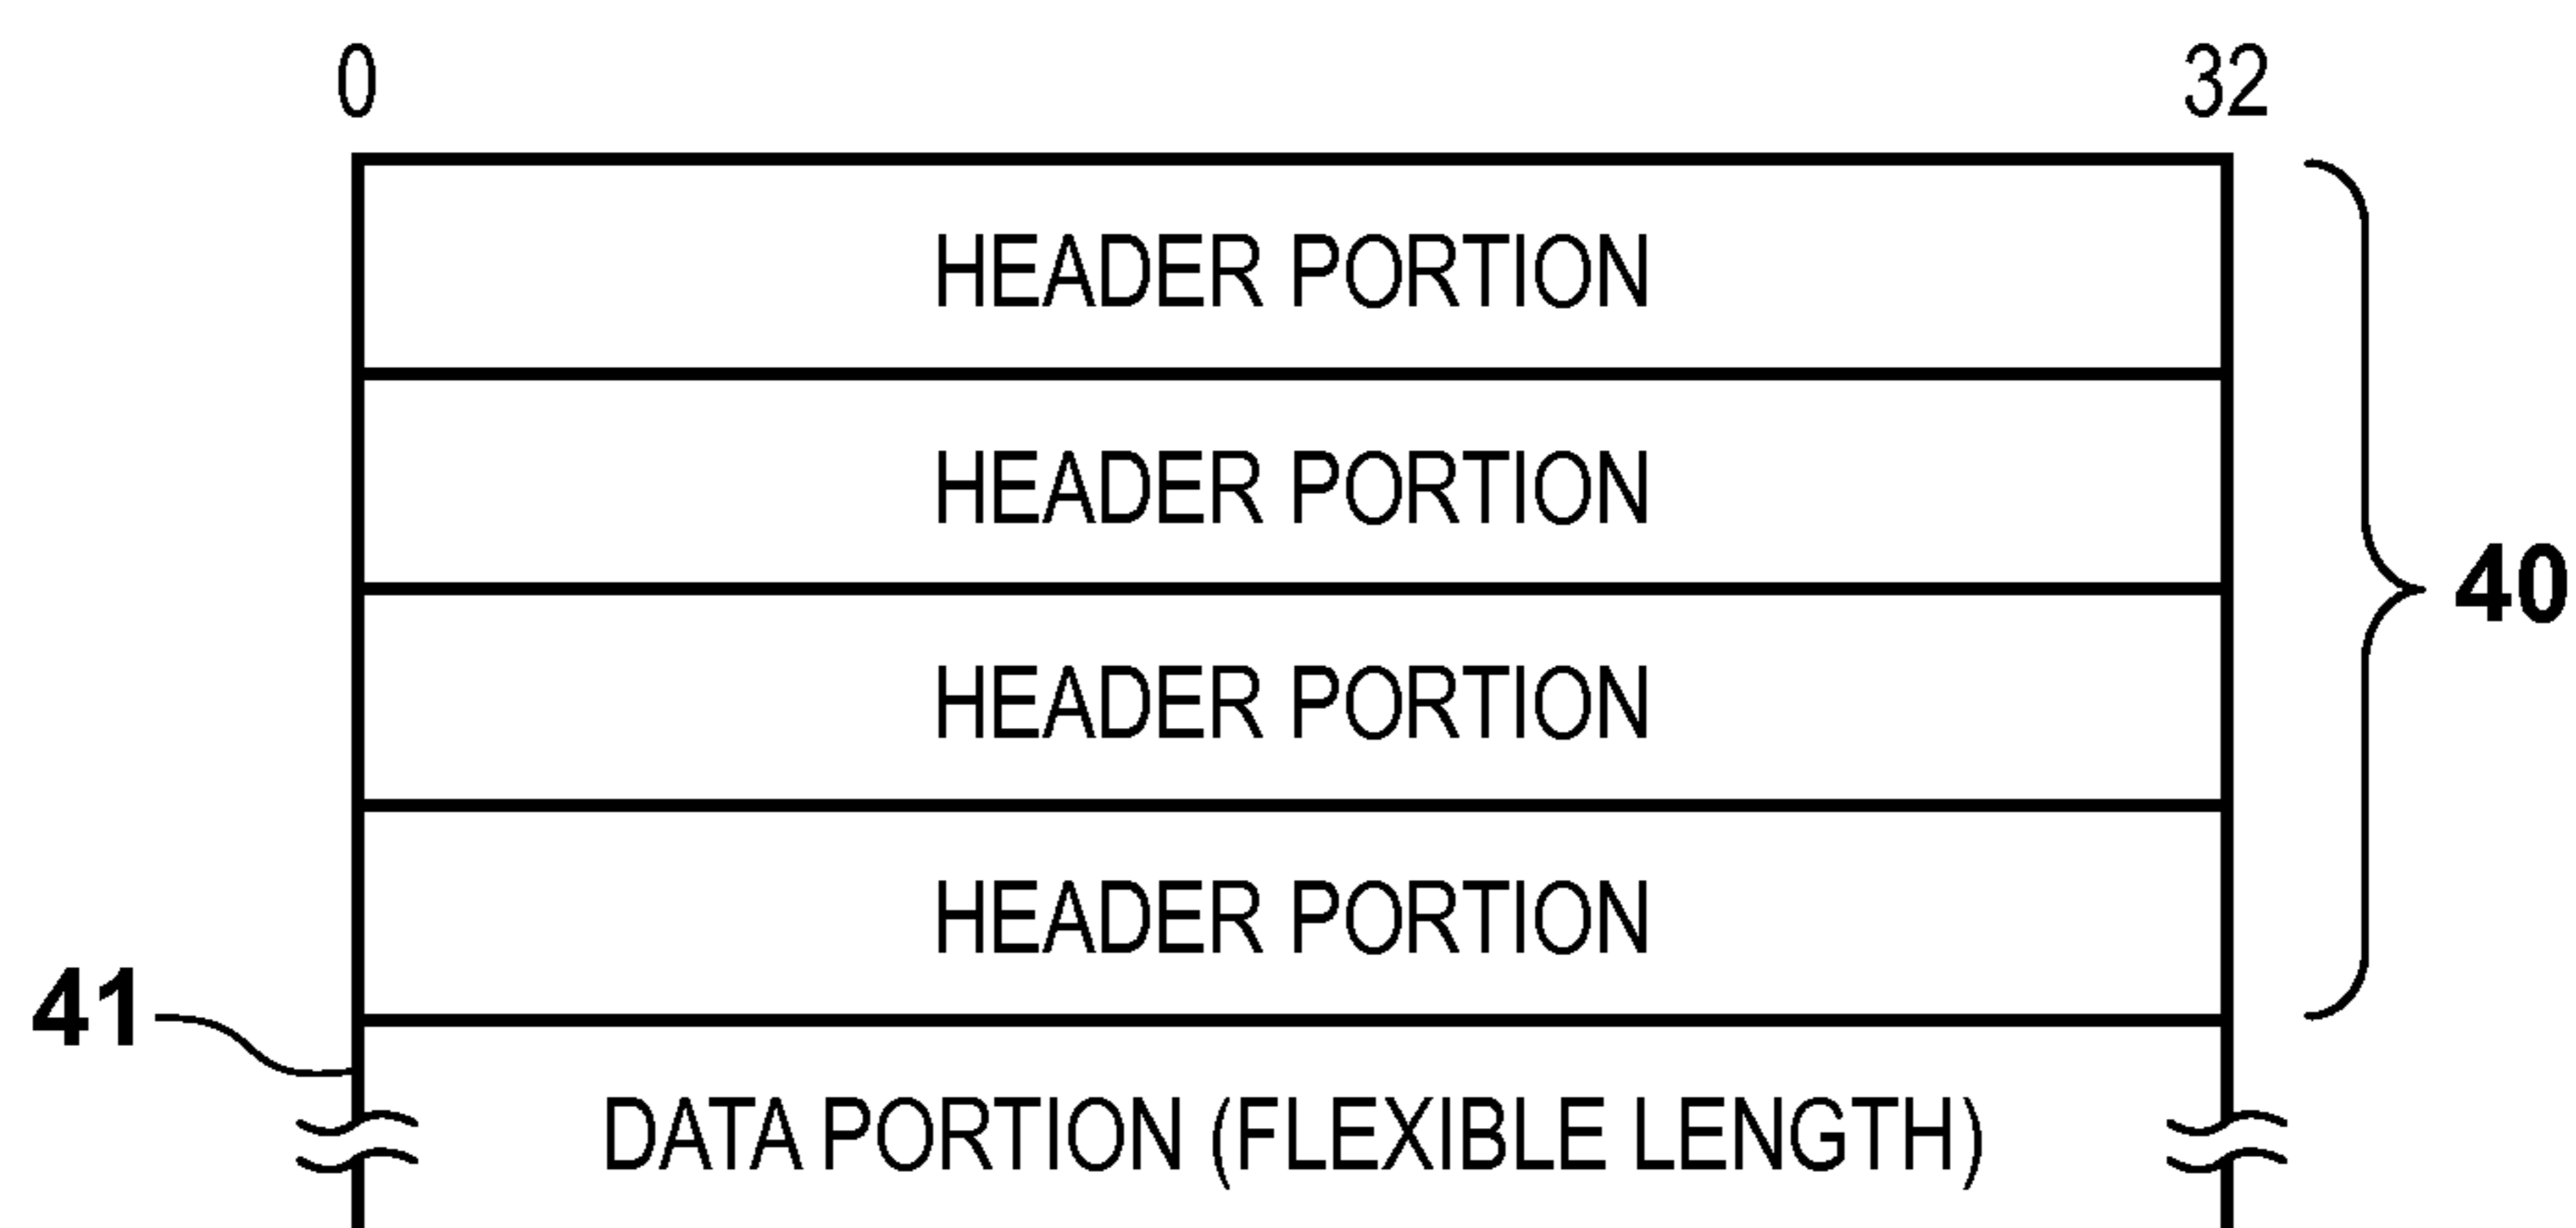 0 32
HEADER PORTION
HEADER PORTION
40
HEADER PORTION
HEADER PORTION
41
DATA PORTION (FLEXIBLE LENGTH)